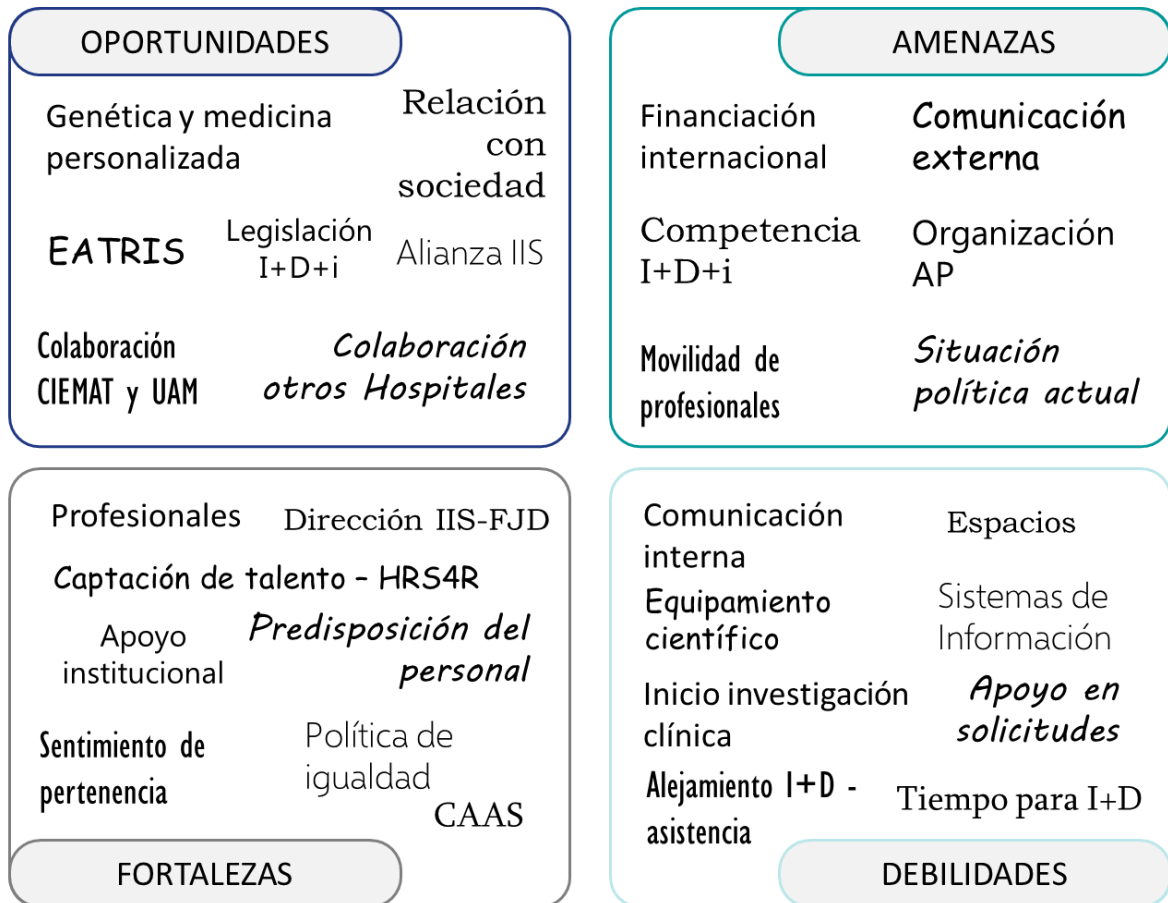 OPORTUNIDADES
Genética y medicina
personalizada
Relación
con
sociedad
EATRIS
Legislación
I+D+i
Alianza IIS
Colaboración
CIEMAT y UAM
Colaboración
otros Hospitales
AMENAZAS
Financiación
internacional
Comunicación
externa
Competencia
I+D+i
Organización
AP
Movilidad de
profesionales
Situación
política actual
Profesionales
Dirección IIS-FJD
Captación de talento – HRS4R
Apoyo
institucional
Predisposición del
personal
Sentimiento de
pertenencia
Política de
igualdad
CAAS
FORTALEZAS
Comunicación
interna
Espacios
Equipamiento
científico
Sistemas de
Información
Inicio investigación
clínica
Apoyo en
solicitudes
Alejamiento I+D -
asistencia
Tiempo para I+D
DEBILIDADES